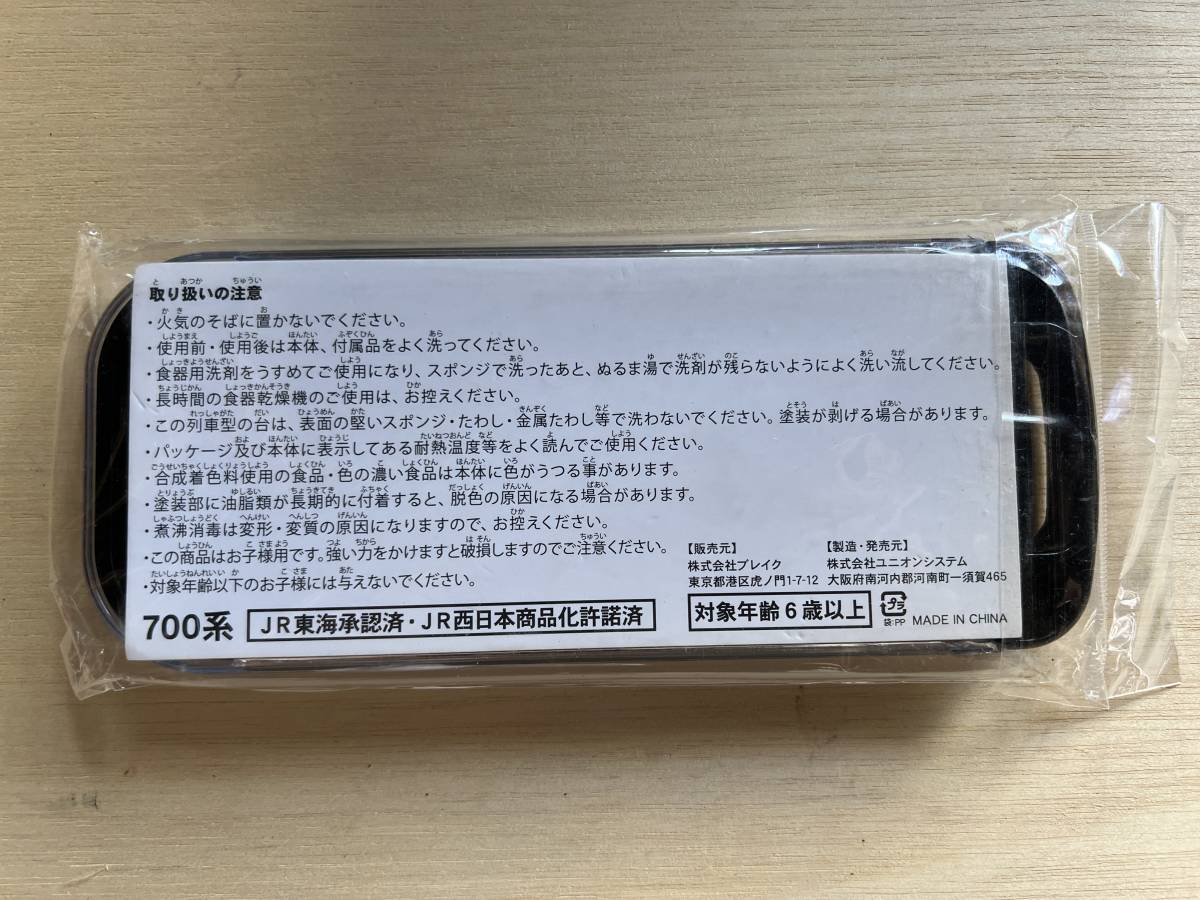 取り扱いの注意
・火気のそばに置かないでください。
・使用前・使用後は本体、付属品をよく洗ってください。
・食器用洗剤をうすめてご使用になり、スポンジで洗ったあと、ぬるま湯で洗剤が残らないようによく洗い流してください。
・長時間の食器乾燥機のご使用は、お控えください。
・この列車型の台は、表面の堅いスポンジ・たわし・金属たわし等で洗わないでください。塗装が剥げる場合があります。
・パッケージ及び本体に表示してある耐熱温度等をよく読んでご使用ください。
・合成着色料使用の食品・色の濃い食品は本体に色がうつる事があります。
・塗装部に油脂類が長期的に付着すると、脱色の原因になる場合があります。
・煮沸消毒は変形・変質の原因になりますので、お控えください。
・この商品はお子様用です。強い力をかけますと破損しますのでご注意ください。
・対象年齢以下のお子様には与えないでください。
【販売元】
株式会社ブレイク
東京都港区虎ノ門1-7-12
【製造・発売元】
株式会社ユニオンシステム
大阪府南河内郡河南町一須賀465
700系
JR東海承認済・JR西日本商品化許諾済
対象年齢6歳以上
プラ
袋:PP
MADE IN CHINA